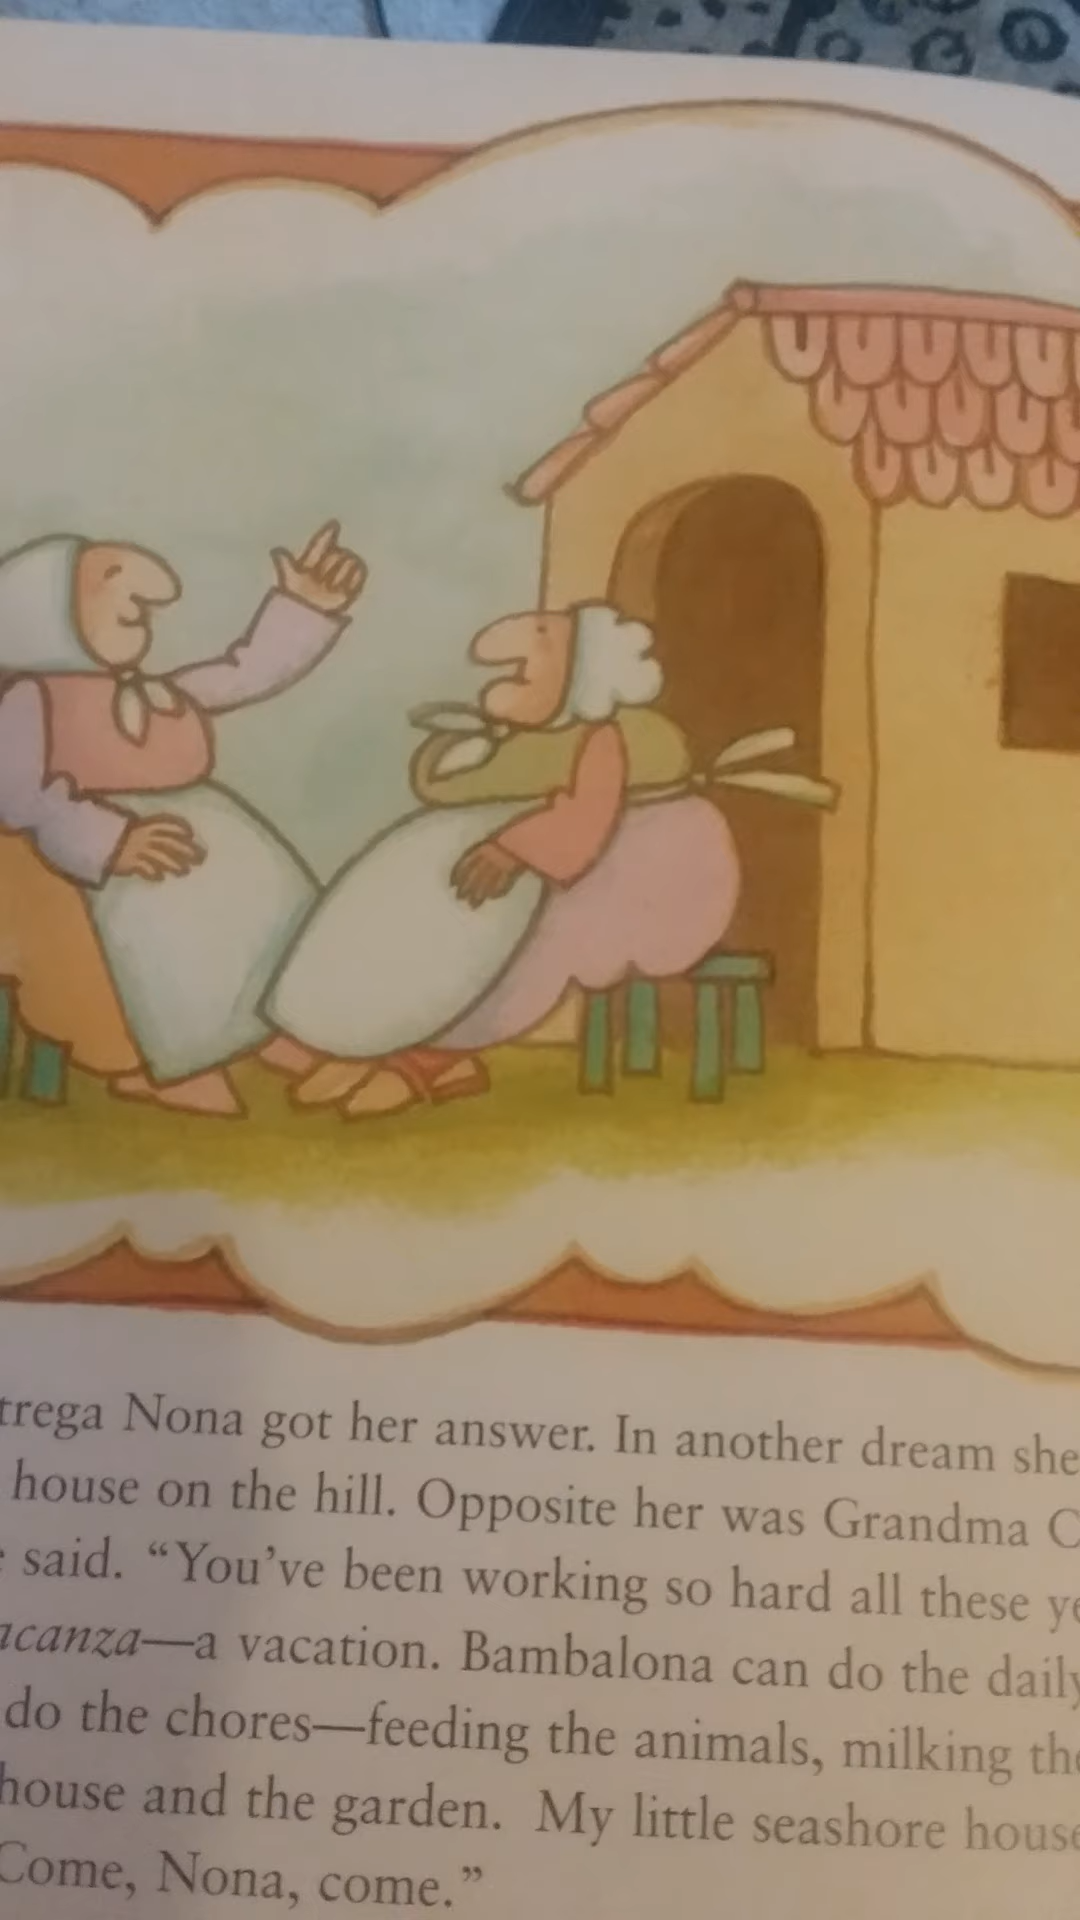 trega Nona got her answer. In another dream she
house on the hill. Opposite her was Grandma C
said. “You’ve been working so hard all these ye
acanza—a vacation. Bambalona can do the daily
do the chores—feeding the animals, milking the
house and the garden. My little seashore house
Come, Nona, come.”